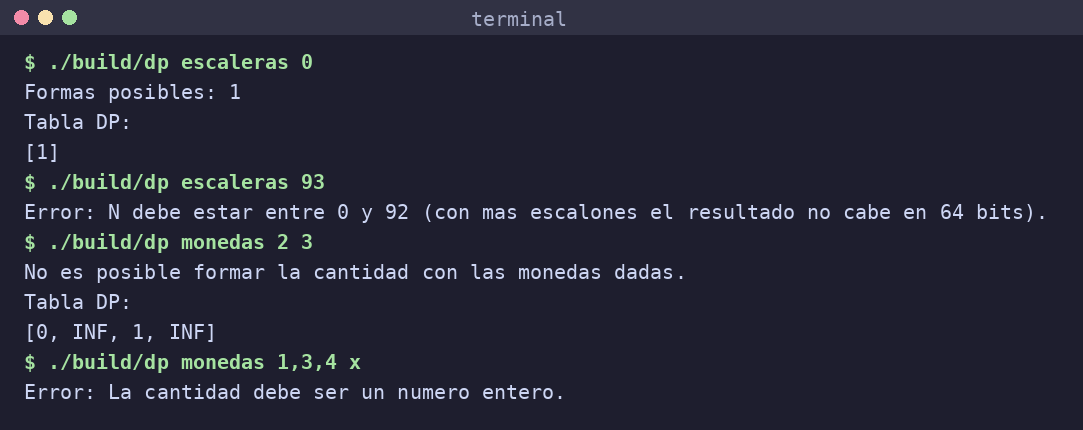 terminal
$ ./build/dp escaleras 0
Formas posibles: 1
Tabla DP:
[1]
$ ./build/dp escaleras 93
Error: N debe estar entre 0 y 92 (con mas escalones el resultado no cabe en 64 bits).
$ ./build/dp monedas 2 3
No es posible formar la cantidad con las monedas dadas.
Tabla DP:
[0, INF, 1, INF]
$ ./build/dp monedas 1,3,4 x
Error: La cantidad debe ser un numero entero.